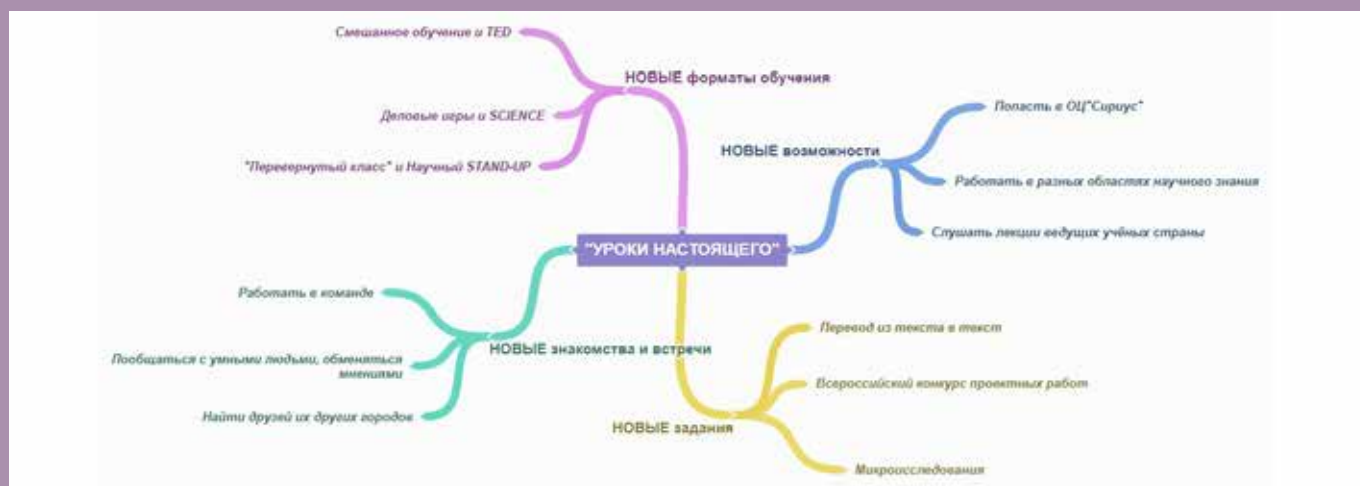 Смешанное обучение и TED
НОВЫЕ форматы обучения
Деловые игры и SCIENCE
"Перевернутый класс" и Научный STAND-UP
Попасть в ОЦ"Сириус"
НОВЫЕ возможности
Работать в разных областях научного знания
Слушать лекции ведущих учёных страны
"УРОКИ НАСТОЯЩЕГО"
Работать в команде
НОВЫЕ знакомства и встречи
Пообщаться с умными людьми, обменяться
мнениями
Найти друзей их других городов
Перевод из текста в текст
Всероссийский конкурс проектных работ
НОВЫЕ задания
Микроисследования